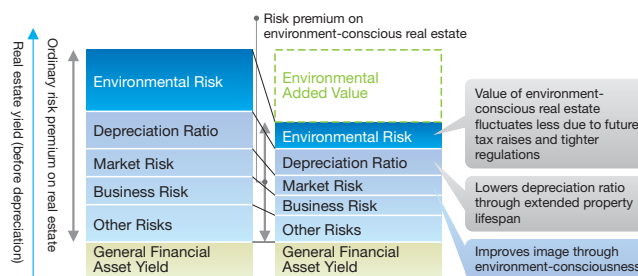 Real estate yield (before depreciation)
Ordinary risk premium on real estate
Risk premium on
environment-conscious real estate
Environmental Risk
Depreciation Ratio
Market Risk
Business Risk
Other Risks
General Financial
Asset Yield
Environmental
Added Value
Environmental Risk
Depreciation Ratio
Market Risk
Business Risk
Other Risks
General Financial
Asset Yield
Value of environment-
conscious real estate
fluctuates less due to future
tax raises and tighter
regulations
Lowers depreciation ratio
through extended property
lifespan
Improves image through
environment-consciousness